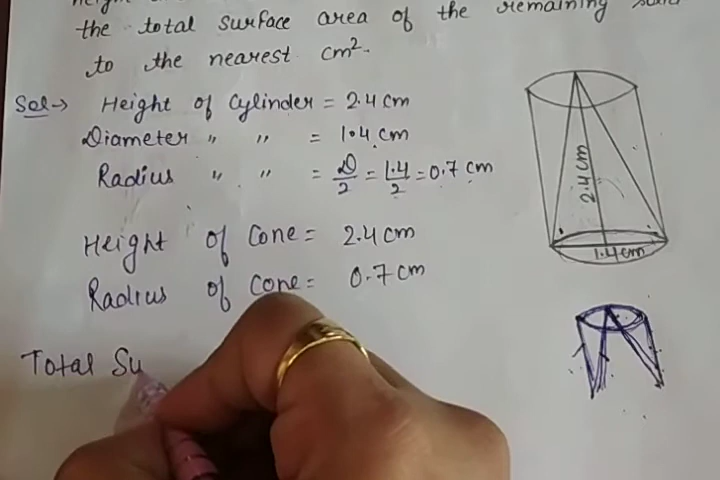 the total surface area of the remaining
to the nearest cm².
Sol→ Height of Cylinder = 2.4 cm
Diameter " " = 1.4 cm
Radius " " = D/2 = 1.4/2 = 0.7 cm
Height of Cone = 2.4 cm
Radius of Cone = 0.7 cm
Total Su
2.4 cm
1.4 cm